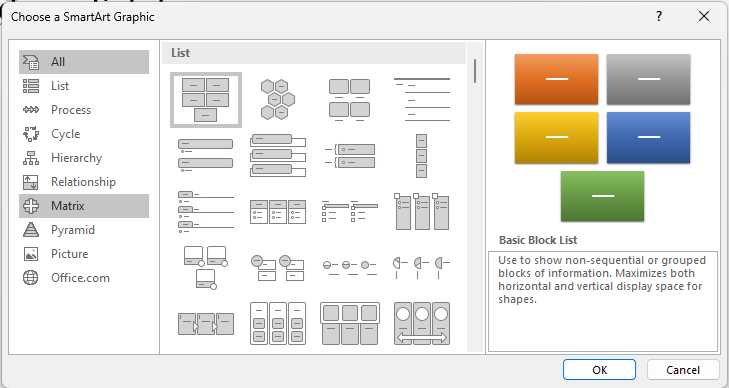 Choose a SmartArt Graphic
?
All
List
Process
Cycle
Hierarchy
Relationship
Matrix
Pyramid
Picture
Office.com
List
Basic Block List
Use to show non-sequential or grouped
blocks of information. Maximizes both
horizontal and vertical display space for
shapes.
OK
Cancel